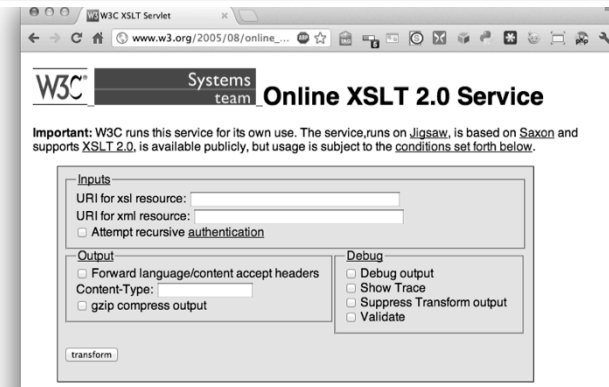 W3C XSLT Servlet
www.w3.org/2005/08/online_...
W3C® Systems
team Online XSLT 2.0 Service
Important: W3C runs this service for its own use. The service,runs on Jigsaw, is based on Saxon and
supports XSLT 2.0, is available publicly, but usage is subject to the conditions set forth below.
Inputs
URI for xsl resource:
URI for xml resource:
Attempt recursive authentication
Output
Forward language/content accept headers
Content-Type:
gzip compress output
Debug
Debug output
Show Trace
Suppress Transform output
Validate
transform